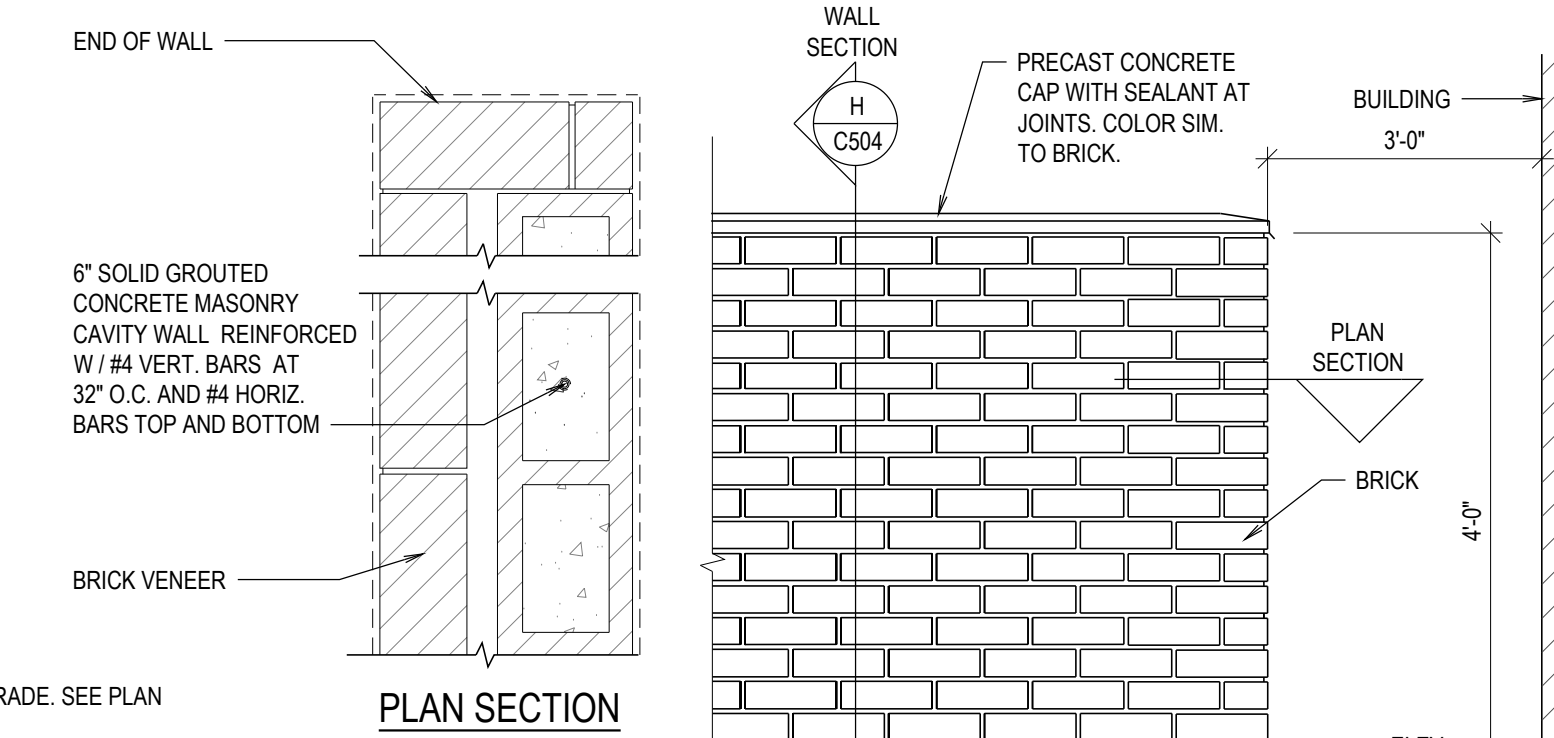 END OF WALL
6" SOLID GROUTED
CONCRETE MASONRY
CAVITY WALL REINFORCED
W / #4 VERT. BARS AT
32" O.C. AND #4 HORIZ.
BARS TOP AND BOTTOM
BRICK VENEER
RADE. SEE PLAN
PLAN SECTION
WALL
SECTION
H
C504
PRECAST CONCRETE
CAP WITH SEALANT AT
JOINTS. COLOR SIM.
TO BRICK.
BUILDING
3'-0"
PLAN
SECTION
BRICK
4'-0"